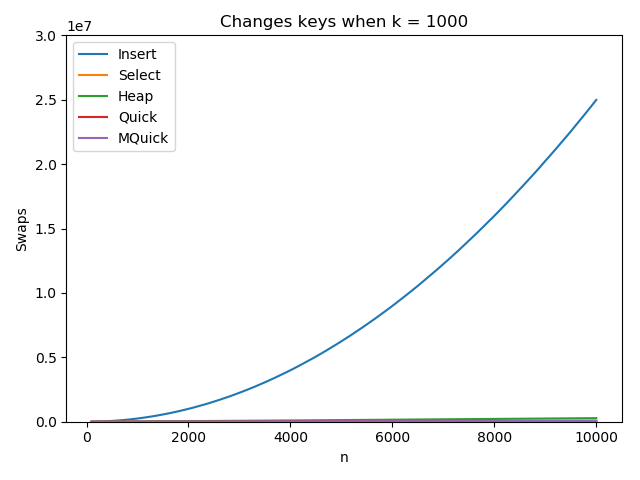 Changes keys when k = 1000
1e7
3.0
2.5
2.0
1.5
1.0
0.5
0.0
Swaps
Insert
Select
Heap
Quick
MQuick
0 2000 4000 6000 8000 10000
n